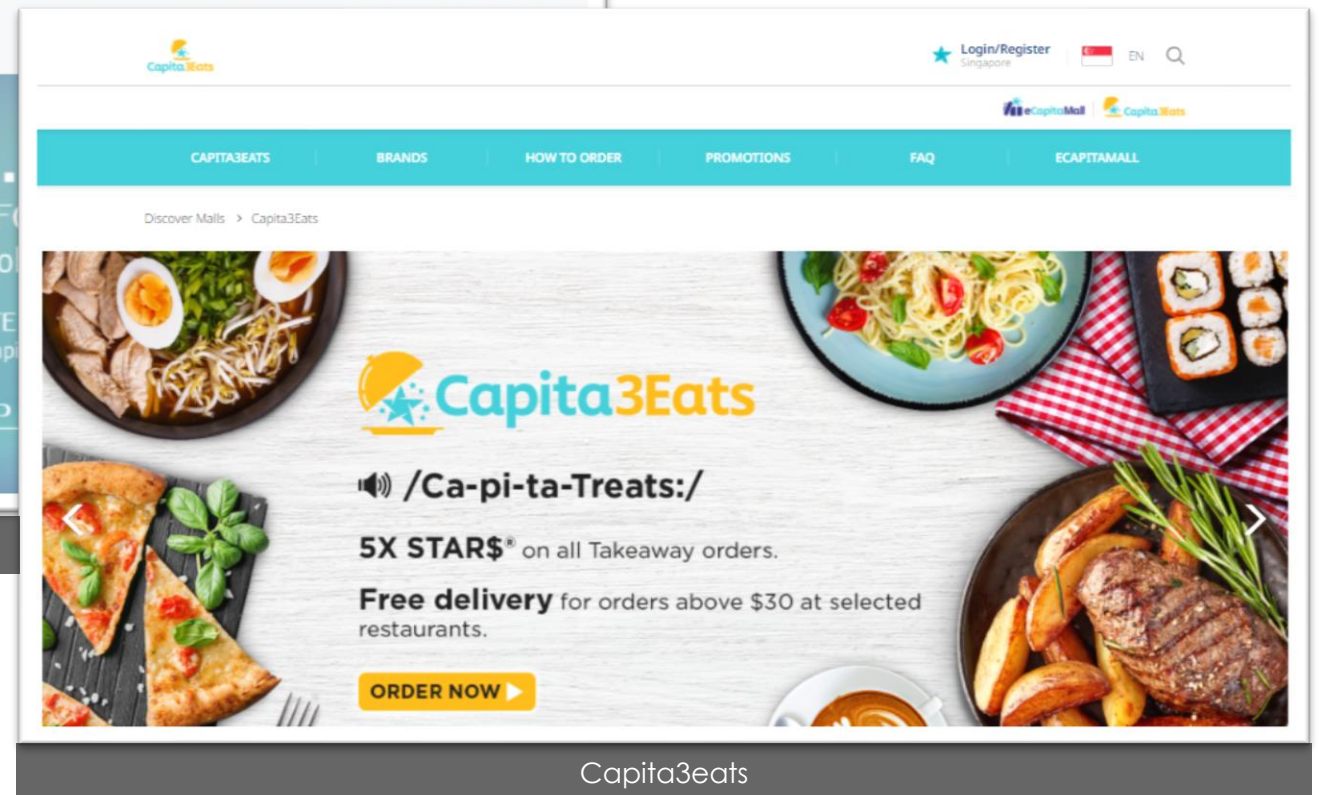 Capita3Eats
Login/Register
Singapore
EN
eCapitaMall
Capita3Eats
CAPITA3EATS
BRANDS
HOW TO ORDER
PROMOTIONS
FAQ
ECAPITAMALL
Discover Malls > Capita3Eats
Capita3Eats
/Ca-pi-ta-Treats:/
5X STAR$® on all Takeaway orders.
Free delivery for orders above $30 at selected
restaurants.
ORDER NOW
Capita3eats